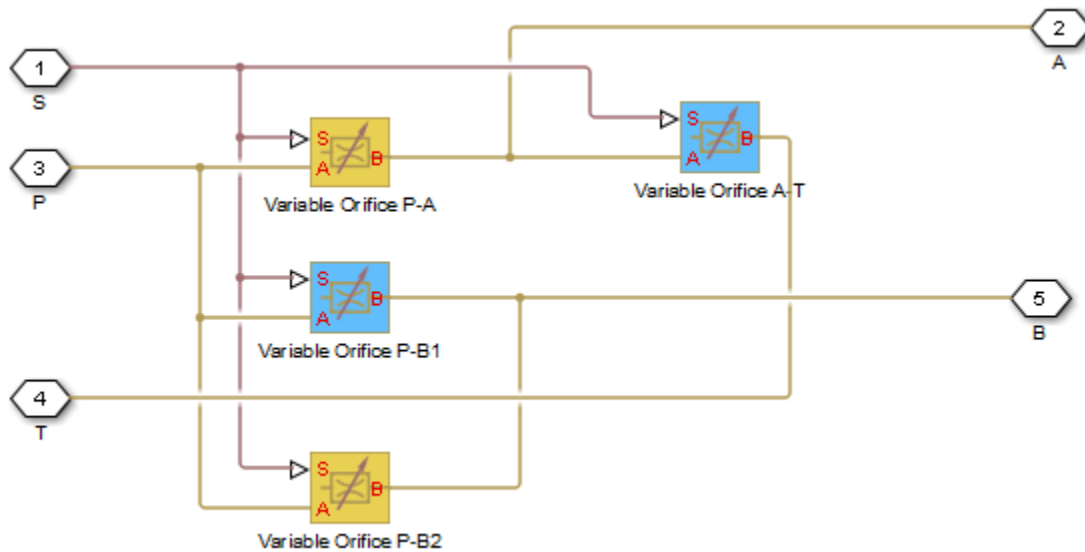 2
A
1
S
S
A
B
Variable Orifice P-A
S
A
B
Variable Orifice A-T
3
P
S
A
B
Variable Orifice P-B1
5
B
4
T
S
A
B
Variable Orifice P-B2